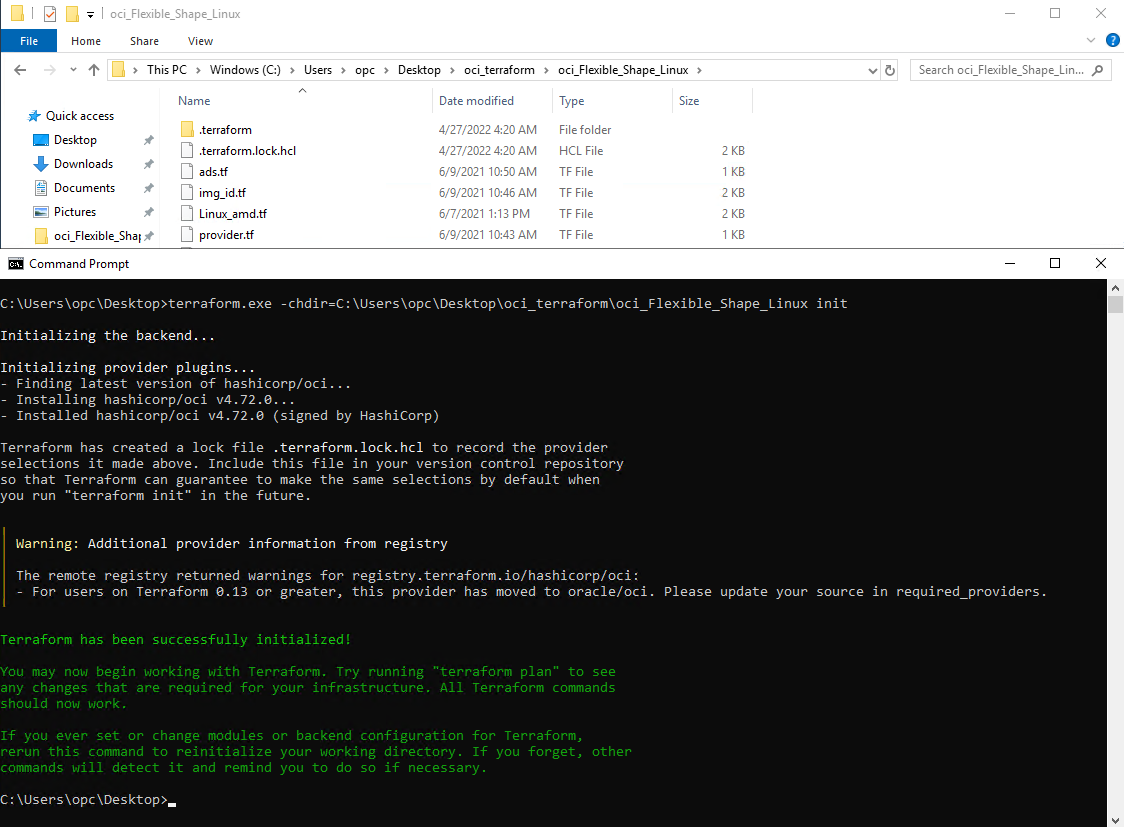 oci_Flexible_Shape_Linux
File Home Share View
This PC > Windows (C:) > Users > opc > Desktop > oci_terraform > oci_Flexible_Shape_Linux >
Search oci_Flexible_Shape_Lin...
Name Date modified Type Size
Quick access
Desktop
Downloads
Documents
Pictures
oci_Flexible_Shap
.terraform 4/27/2022 4:20 AM File folder
.terraform.lock.hcl 4/27/2022 4:20 AM HCL File 2 KB
ads.tf 6/9/2021 10:50 AM TF File 1 KB
img_id.tf 6/9/2021 10:46 AM TF File 2 KB
Linux_amd.tf 6/7/2021 1:13 PM TF File 2 KB
provider.tf 6/9/2021 10:43 AM TF File 1 KB
Command Prompt
C:\Users\opc\Desktop>terraform.exe -chdir=C:\Users\opc\Desktop\oci_terraform\oci_Flexible_Shape_Linux init
Initializing the backend...
Initializing provider plugins...
- Finding latest version of hashicorp/oci...
- Installing hashicorp/oci v4.72.0...
- Installed hashicorp/oci v4.72.0 (signed by HashiCorp)
Terraform has created a lock file .terraform.lock.hcl to record the provider
selections it made above. Include this file in your version control repository
so that Terraform can guarantee to make the same selections by default when
you run "terraform init" in the future.
Warning: Additional provider information from registry
The remote registry returned warnings for registry.terraform.io/hashicorp/oci:
- For users on Terraform 0.13 or greater, this provider has moved to oracle/oci. Please update your source in required_providers.
Terraform has been successfully initialized!
You may now begin working with Terraform. Try running "terraform plan" to see
any changes that are required for your infrastructure. All Terraform commands
should now work.
If you ever set or change modules or backend configuration for Terraform,
rerun this command to reinitialize your working directory. If you forget, other
commands will detect it and remind you to do so if necessary.
C:\Users\opc\Desktop>